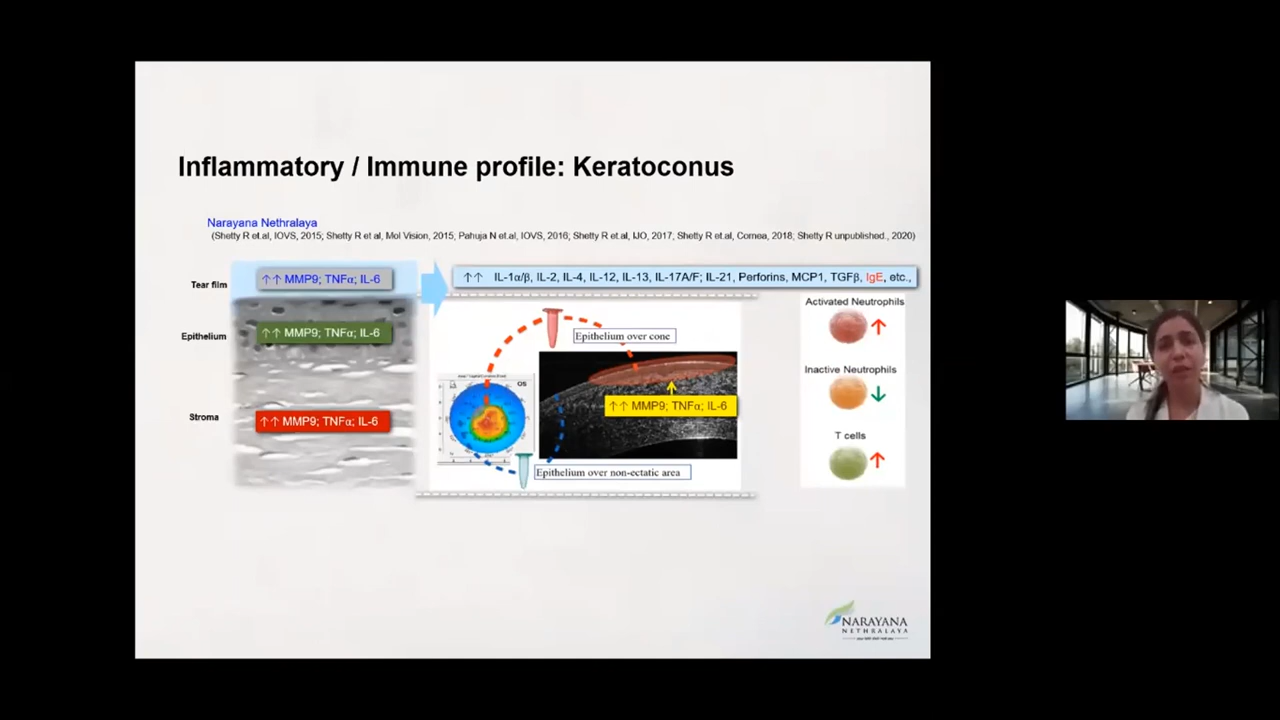 Inflammatory / Immune profile: Keratoconus
Narayana Nethralaya
(Shetty R et.al, IOVS, 2015; Shetty R et al, Mol Vision, 2015, Pahuja N et.al, IOVS, 2016; Shetty R et.al, IJO, 2017; Shetty R et.al, Cornea, 2018; Shetty R unpublished., 2020)
Tear film
↑↑ MMP9; TNFα; IL-6
↑↑ IL-1α/β, IL-2, IL-4, IL-12, IL-13, IL-17A/F; IL-21, Perforins, MCP1, TGFβ, IgE, etc.,
Epithelium
↑↑ MMP9; TNFα; IL-6
Stroma
↑↑ MMP9; TNFα; IL-6
Epithelium over cone
OS
↑↑ MMP9; TNFα; IL-6
Epithelium over non-ectatic area
Activated Neutrophils
↑
Inactive Neutrophils
↓
T cells
↑
NARAYANA
NETHRALAYA